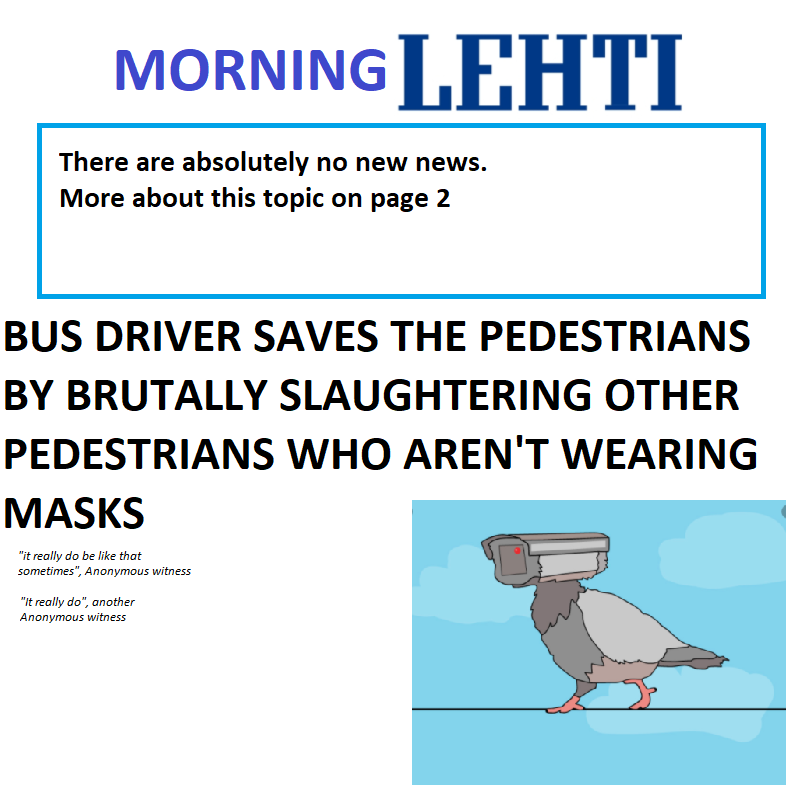 MORNING LEHTI
There are absolutely no new news.
More about this topic on page 2
BUS DRIVER SAVES THE PEDESTRIANS
BY BRUTALLY SLAUGHTERING OTHER
PEDESTRIANS WHO AREN'T WEARING
MASKS
"it really do be like that
sometimes", Anonymous witness
"It really do", another
Anonymous witness